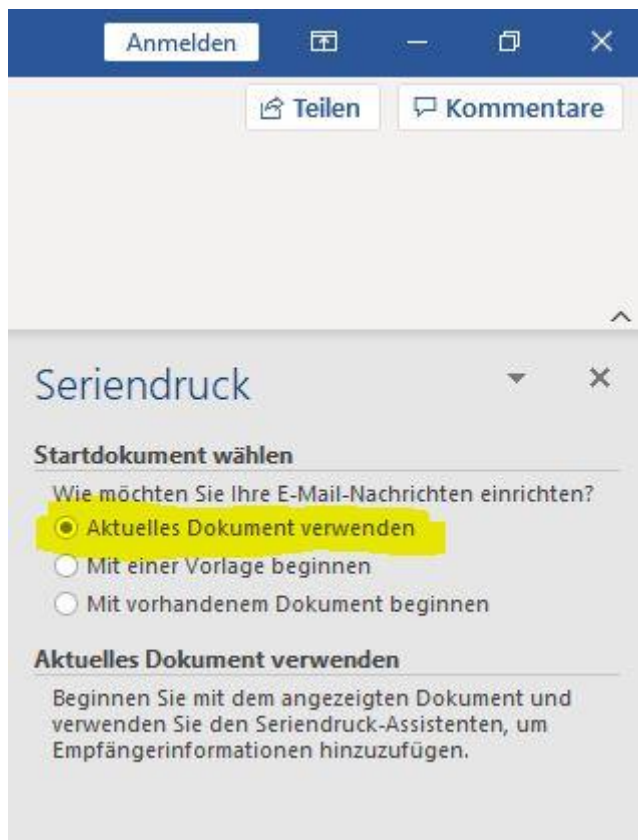 Anmelden
Teilen Kommentare
Seriendruck
Startdokument wählen
Wie möchten Sie Ihre E-Mail-Nachrichten einrichten?
Aktuelles Dokument verwenden
Mit einer Vorlage beginnen
Mit vorhandenem Dokument beginnen
Aktuelles Dokument verwenden
Beginnen Sie mit dem angezeigten Dokument und
verwenden Sie den Seriendruck-Assistenten, um
Empfängerinformationen hinzuzufügen.